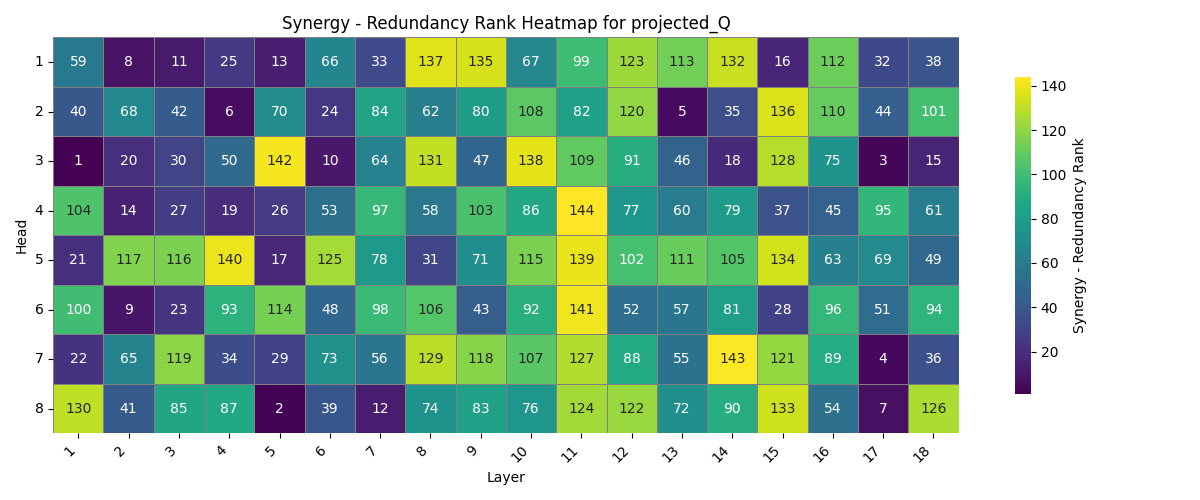 Synergy - Redundancy Rank Heatmap for projected_Q
1 59 8 11 25 13 66 33 137 135 67 99 123 113 132 16 112 32 38
2 40 68 42 6 70 24 84 62 80 108 82 120 5 35 136 110 44 101
3 1 20 30 50 142 10 64 131 47 138 109 91 46 18 128 75 3 15
4 104 14 27 19 26 53 97 58 103 86 144 77 60 79 37 45 95 61
5 21 117 116 140 17 125 78 31 71 115 139 102 111 105 134 63 69 49
6 100 9 23 93 114 48 98 106 43 92 141 52 57 81 28 96 51 94
7 22 65 119 34 29 73 56 129 118 107 127 88 55 143 121 89 4 36
8 130 41 85 87 2 39 12 74 83 76 124 122 72 90 133 54 7 126
1 2 3 4 5 6 7 8 9 10 11 12 13 14 15 16 17 18
Layer
Head
140
120
100
80
60
40
20
Synergy - Redundancy Rank